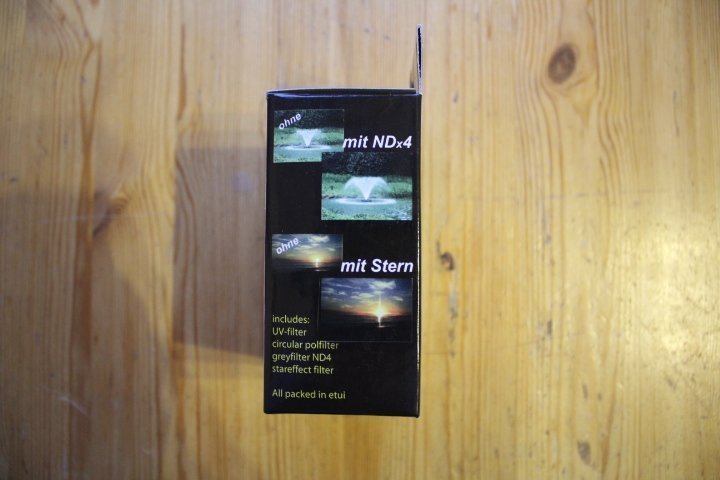 ohne
mit NDx4
ohne
mit Stern
includes:
UV-filter
circular polfilter
greyfilter ND4
stareffect filter
All packed in etui